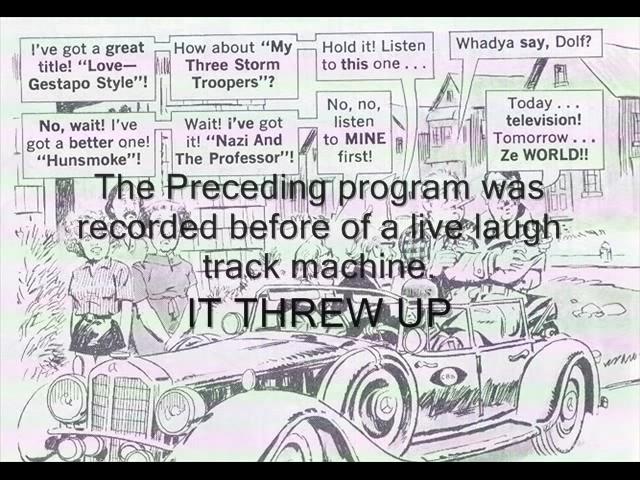 I've got a great
title! "Love—
Gestapo Style"!
How about "My
Three Storm
Troopers"?
Hold it! Listen
to this one . . .
Whadya say, Dolf?
No, wait! I've
got a better one!
"Hunsmoke"!
Wait! i've got
it! "Nazi And
The Professor"!
No, no,
listen
to MINE
first!
Today . . .
television!
Tomorrow . . .
Ze WORLD!!
The Preceding program was
recorded before of a live laugh
track machine.
IT THREW UP